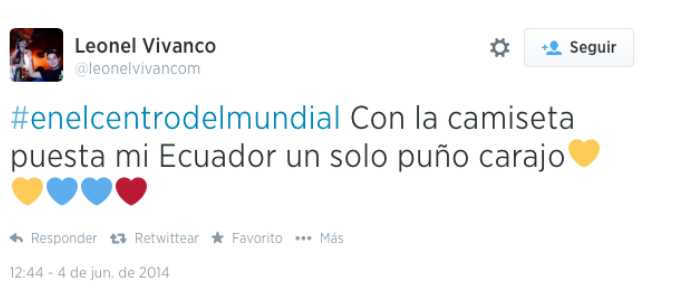 Leonel Vivanco
@leonelvivancom
Seguir
#enelcentrodelmundial Con la camiseta
puesta mi Ecuador un solo puño carajo💛
💛💙💙❤️
Responder Retwittear Favorito Más
12:44 - 4 de jun. de 2014